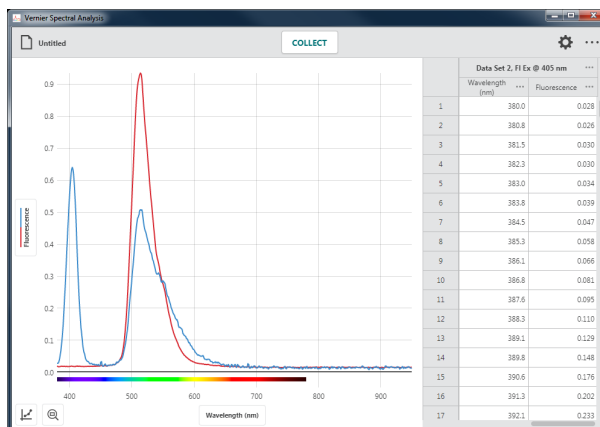 Vernier Spectral Analysis
Untitled
COLLECT
Data Set 2, Fl Ex @ 405 nm
Wavelength (nm) Fluorescence
1 380.0 0.028
2 380.8 0.026
3 381.5 0.030
4 382.3 0.030
5 383.0 0.034
6 383.8 0.039
7 384.5 0.047
8 385.3 0.058
9 386.1 0.066
10 386.8 0.081
11 387.6 0.095
12 388.3 0.110
13 389.1 0.129
14 389.8 0.148
15 390.6 0.176
16 391.3 0.202
17 392.1 0.233
Fluorescence
0.9
0.8
0.7
0.6
0.5
0.4
0.3
0.2
0.1
0.0
400 500 600 700 800 900
Wavelength (nm)